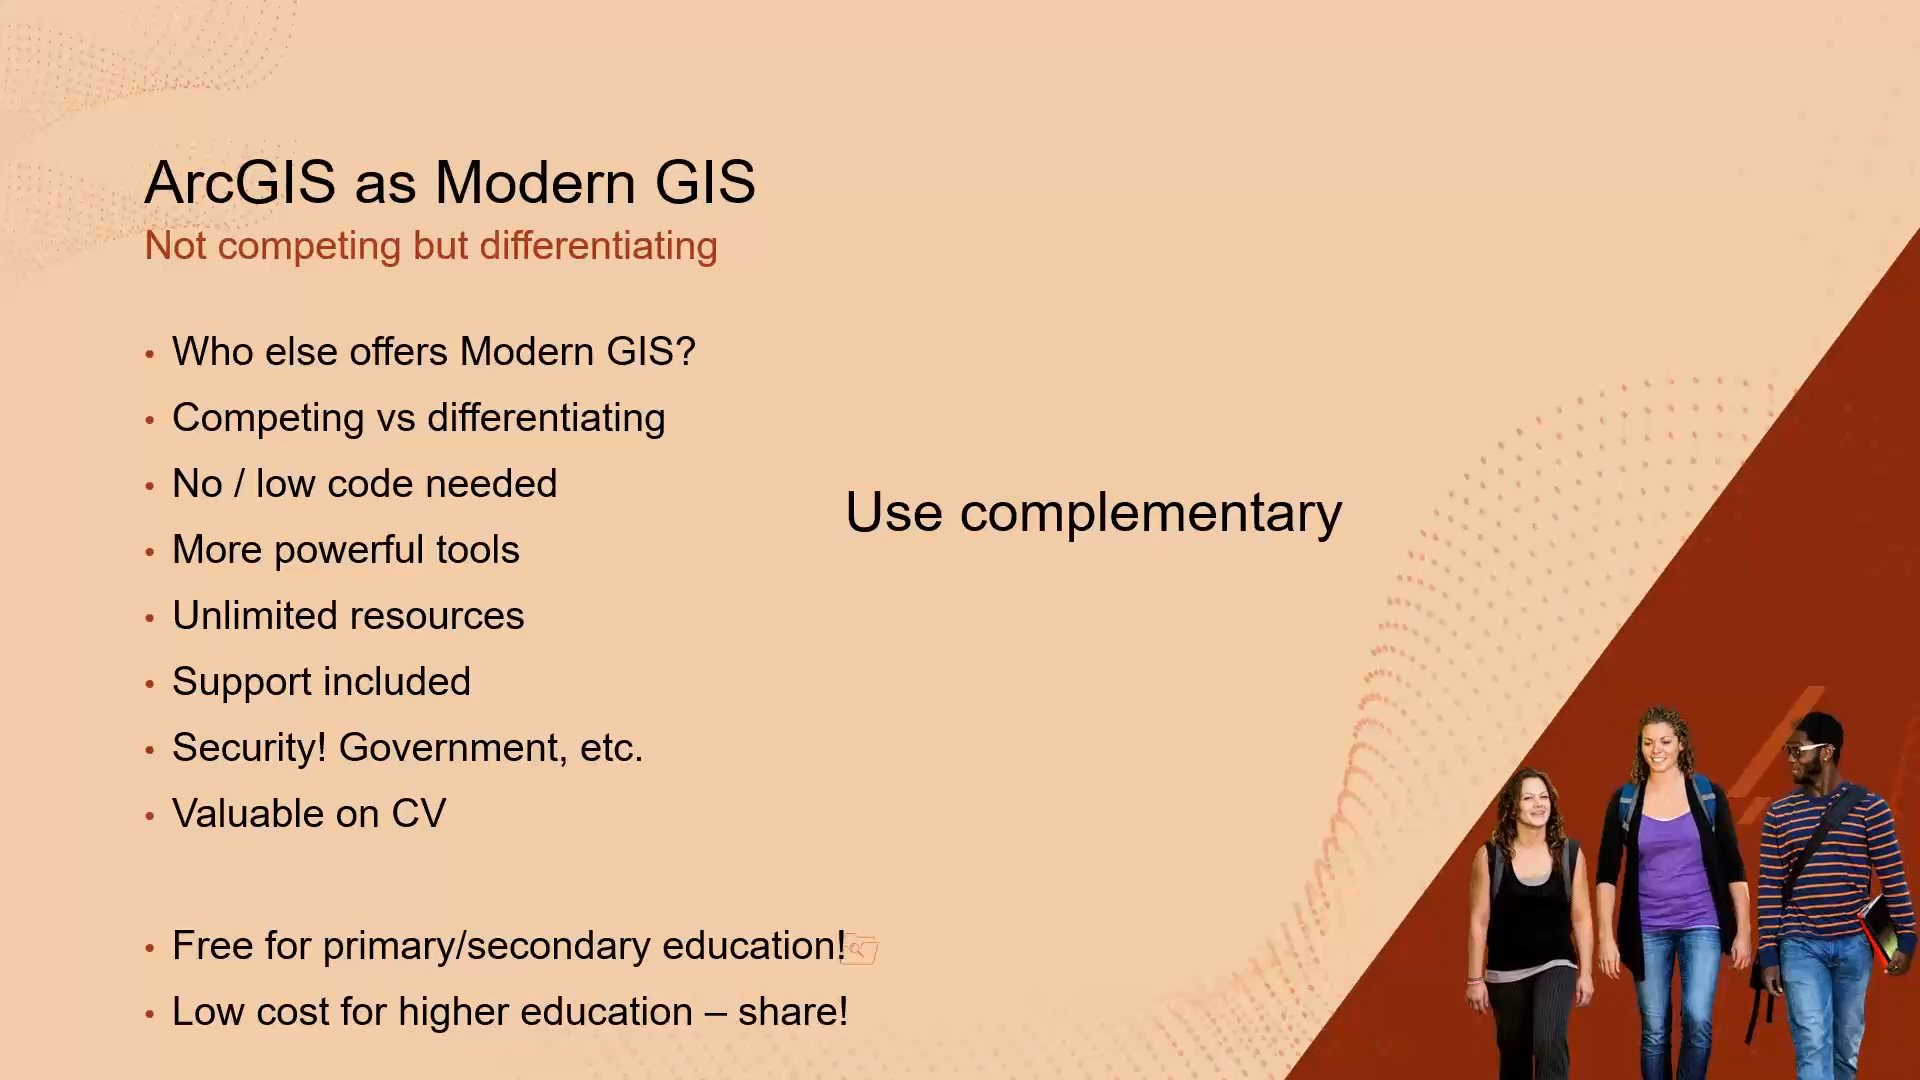 ArcGIS as Modern GIS
Not competing but differentiating
• Who else offers Modern GIS?
• Competing vs differentiating
• No / low code needed
• More powerful tools
• Unlimited resources
• Support included
• Security! Government, etc.
• Valuable on CV
• Free for primary/secondary education!
• Low cost for higher education – share!
Use complementary